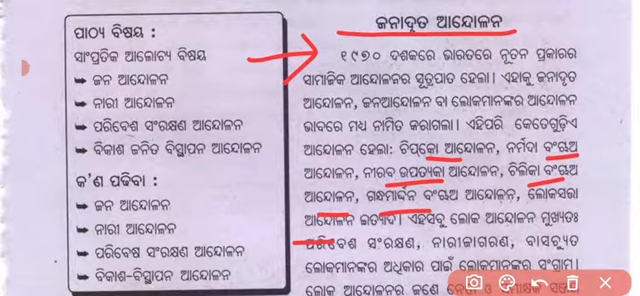 ପାଠ୍ୟ ବିଷୟ :
ସାଂପ୍ରତିକ ଆଲୋଚ୍ୟ ବିଷୟ
➥ ଜନ ଆନ୍ଦୋଳନ
➥ ନାରୀ ଆନ୍ଦୋଳନ
➥ ପରିବେଶ ସଂରକ୍ଷଣ ଆନ୍ଦୋଳନ
➥ ବିକାଶ ଜନିତ ବିସ୍ଥାପନ ଆନ୍ଦୋଳନ
କ'ଣ ପଢିବା :
➥ ଜନ ଆନ୍ଦୋଳନ
➥ ନାରୀ ଆନ୍ଦୋଳନ
➥ ପରିବେଷ ସଂରକ୍ଷଣ ଆନ୍ଦୋଳନ
➥ ବିକାଶ-ବିସ୍ଥାପନ ଆନ୍ଦୋଳନ
ଜନାଦୃତ ଆନ୍ଦୋଳନ
୧୯୭୦ ଦଶକରେ ଭାରତରେ ନୂତନ ପ୍ରକାରର
ସାମାଜିକ ଆନ୍ଦୋଳନର ସୂତ୍ରପାତ ହେଲା। ଏହାକୁ ଜନାଦୃତ
ଆନ୍ଦୋଳନ, ଜନଆନ୍ଦୋଳନ ବା ଲୋକମାନଙ୍କର ଆନ୍ଦୋଳନ
ଭାବରେ ମଧ୍ୟ ନାମିତ କରାଗଲା। ଏହିପରି କେତେଗୁଡ଼ିଏ
ଆନ୍ଦୋଳନ ହେଲା: ଚିପ୍‌କୋ ଆନ୍ଦୋଳନ, ନର୍ମଦା ବଂଚାଅ
ଆନ୍ଦୋଳନ, ନୀରବ ଉପତ୍ୟକା ଆନ୍ଦୋଳନ, ଚିଲିକା ବଂଚାଅ
ଆନ୍ଦୋଳନ, ଗନ୍ଧମାର୍ଦ୍ଦନ ବଂଚାଅ ଆନ୍ଦୋଳନ, ଲୋକସରା
ଆନ୍ଦୋଳନ ଇତ୍ୟାଦି। ଏହିସବୁ ଲୋକ ଆନ୍ଦୋଳନ ମୁଖ୍ୟତଃ
ପରିବେଶ ସଂରକ୍ଷଣ, ନାରୀଜାଗରଣ, ବାସଚ୍ୟୁତ
ଲୋକମାନଙ୍କର ଅଧିକାର ପାଇଁ ଲୋକମାନଙ୍କର ସଂଗ୍ରାମ।
ଲୋକ ଆନ୍ଦୋଳନର ଜଣେ ନେତା ଓ